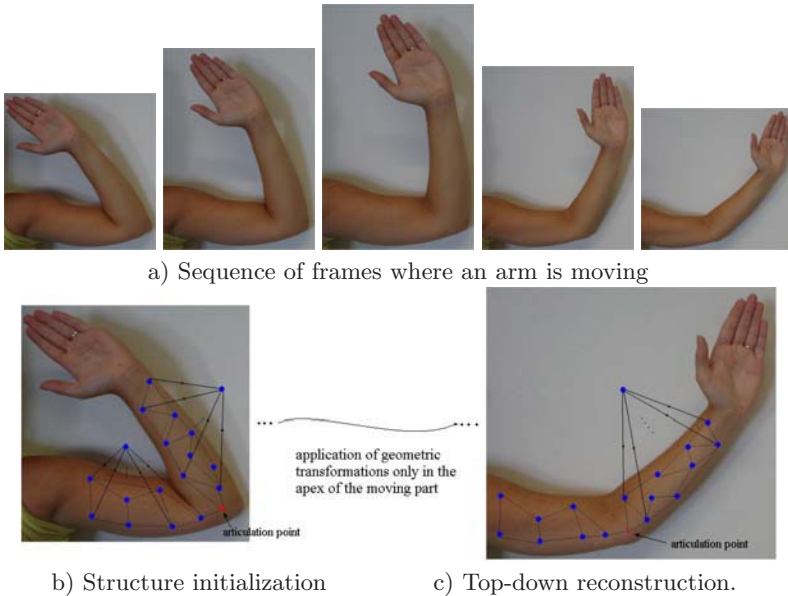 a) Sequence of frames where an arm is moving
application of geometric
transformations only in the
apex of the moving part
articulation point
articulation point
b) Structure initialization
c) Top-down reconstruction.